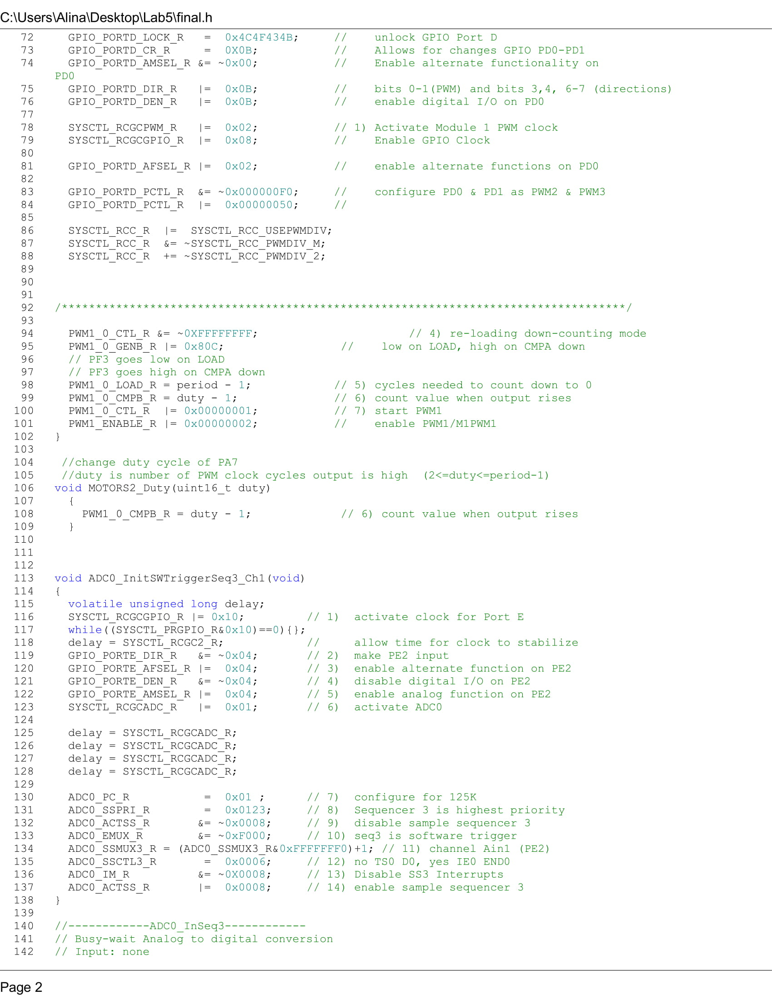 C:\Users\Alina\Desktop\Lab5\final.h
72 GPIO_PORTD_LOCK_R = 0x4C4F434B; // unlock GPIO Port D
73 GPIO_PORTD_CR_R = 0X0B; // Allows for changes GPIO PD0-PD1
74 GPIO_PORTD_AMSEL_R &= ~0x00; // Enable alternate functionality on
PD0
75 GPIO_PORTD_DIR_R |= 0x0B; // bits 0-1(PWM) and bits 3,4, 6-7 (directions)
76 GPIO_PORTD_DEN_R |= 0x0B; // enable digital I/O on PD0
77
78 SYSCTL_RCGCPWM_R |= 0x02; // 1) Activate Module 1 PWM clock
79 SYSCTL_RCGCGPIO_R |= 0x08; // Enable GPIO Clock
80
81 GPIO_PORTD_AFSEL_R |= 0x02; // enable alternate functions on PD0
82
83 GPIO_PORTD_PCTL_R &= ~0x000000F0; // configure PD0 & PD1 as PWM2 & PWM3
84 GPIO_PORTD_PCTL_R |= 0x00000050; //
85
86 SYSCTL_RCC_R |= SYSCTL_RCC_USEPWMDIV;
87 SYSCTL_RCC_R &= ~SYSCTL_RCC_PWMDIV_M;
88 SYSCTL_RCC_R += ~SYSCTL_RCC_PWMDIV_2;
89
90
91
92 /***********************************************************************************/
93
94 PWM1_0_CTL_R &= ~0XFFFFFFFF; // 4) re-loading down-counting mode
95 PWM1_0_GENB_R |= 0x80C; // low on LOAD, high on CMPA down
96 // PF3 goes low on LOAD
97 // PF3 goes high on CMPA down
98 PWM1_0_LOAD_R = period - 1; // 5) cycles needed to count down to 0
99 PWM1_0_CMPB_R = duty - 1; // 6) count value when output rises
100 PWM1_0_CTL_R |= 0x00000001; // 7) start PWM1
101 PWM1_ENABLE_R |= 0x00000002; // enable PWM1/M1PWM1
102 }
103
104 //change duty cycle of PA7
105 //duty is number of PWM clock cycles output is high (2<=duty<=period-1)
106 void MOTORS2_Duty(uint16_t duty)
107 {
108 PWM1_0_CMPB_R = duty - 1; // 6) count value when output rises
109 }
110
111
112
113 void ADC0_InitSWTriggerSeq3_Ch1(void)
114 {
115 volatile unsigned long delay;
116 SYSCTL_RCGCGPIO_R |= 0x10; // 1) activate clock for Port E
117 while((SYSCTL_PRGPIO_R&0x10)==0){};
118 delay = SYSCTL_RCGC2_R; // allow time for clock to stabilize
119 GPIO_PORTE_DIR_R &= ~0x04; // 2) make PE2 input
120 GPIO_PORTE_AFSEL_R |= 0x04; // 3) enable alternate function on PE2
121 GPIO_PORTE_DEN_R &= ~0x04; // 4) disable digital I/O on PE2
122 GPIO_PORTE_AMSEL_R |= 0x04; // 5) enable analog function on PE2
123 SYSCTL_RCGCADC_R |= 0x01; // 6) activate ADC0
124
125 delay = SYSCTL_RCGCADC_R;
126 delay = SYSCTL_RCGCADC_R;
127 delay = SYSCTL_RCGCADC_R;
128 delay = SYSCTL_RCGCADC_R;
129
130 ADC0_PC_R = 0x01 ; // 7) configure for 125K
131 ADC0_SSPRI_R = 0x0123; // 8) Sequencer 3 is highest priority
132 ADC0_ACTSS_R &= ~0x0008; // 9) disable sample sequencer 3
133 ADC0_EMUX_R &= ~0xF000; // 10) seq3 is software trigger
134 ADC0_SSMUX3_R = (ADC0_SSMUX3_R&0xFFFFFFF0)+1; // 11) channel Ain1 (PE2)
135 ADC0_SSCTL3_R = 0x0006; // 12) no TS0 D0, yes IE0 END0
136 ADC0_IM_R &= ~0X0008; // 13) Disable SS3 Interrupts
137 ADC0_ACTSS_R |= 0x0008; // 14) enable sample sequencer 3
138 }
139
140 //------------ADC0_InSeq3------------
141 // Busy-wait Analog to digital conversion
142 // Input: none
Page 2